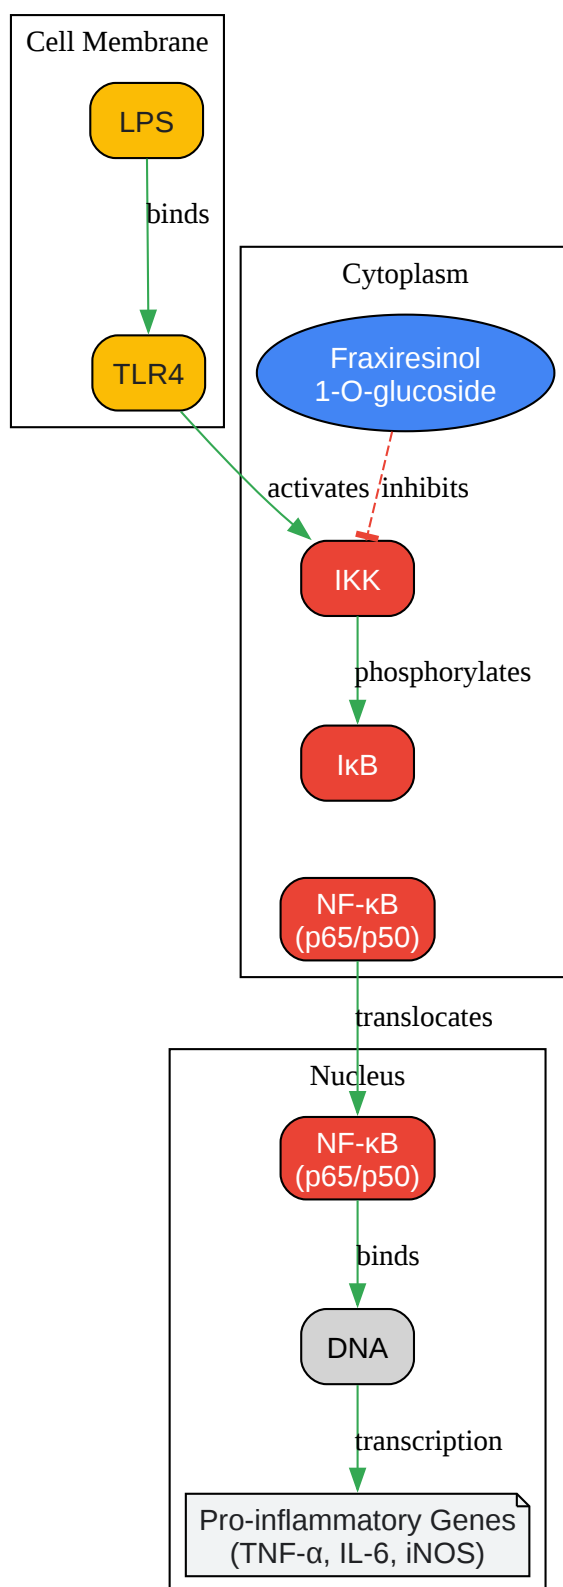 Cell Membrane
LPS
binds
TLR4
Cytoplasm
Fraxiresinol
1-O-glucoside
activates
inhibits
IKK
phosphorylates
IκB
NF-κB
(p65/p50)
translocates
Nucleus
NF-κB
(p65/p50)
binds
DNA
transcription
Pro-inflammatory Genes
(TNF-α, IL-6, iNOS)